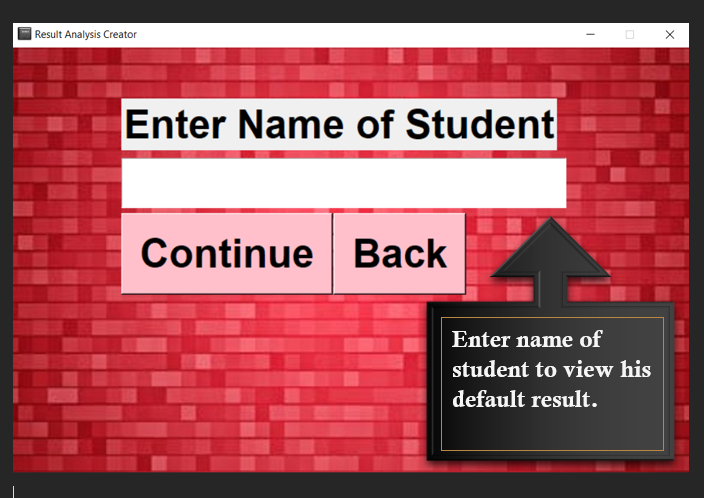 Result Analysis Creator
Enter Name of Student
Continue Back
Enter name of
student to view his
default result.